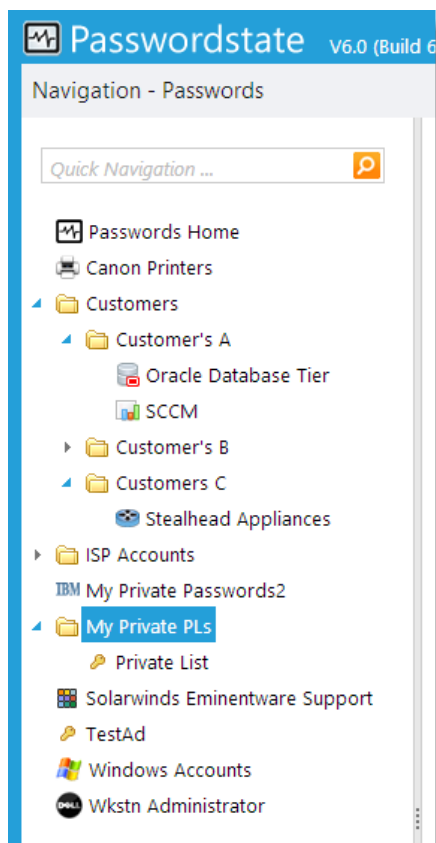 Passwordstate V6.0 (Build 6
Navigation - Passwords
Quick Navigation ...
Passwords Home
Canon Printers
Customers
Customer's A
Oracle Database Tier
SCCM
Customer's B
Customers C
Stealhead Appliances
ISP Accounts
IBM My Private Passwords2
My Private PLs
Private List
Solarwinds Eminentware Support
TestAd
Windows Accounts
DELL Wkstn Administrator